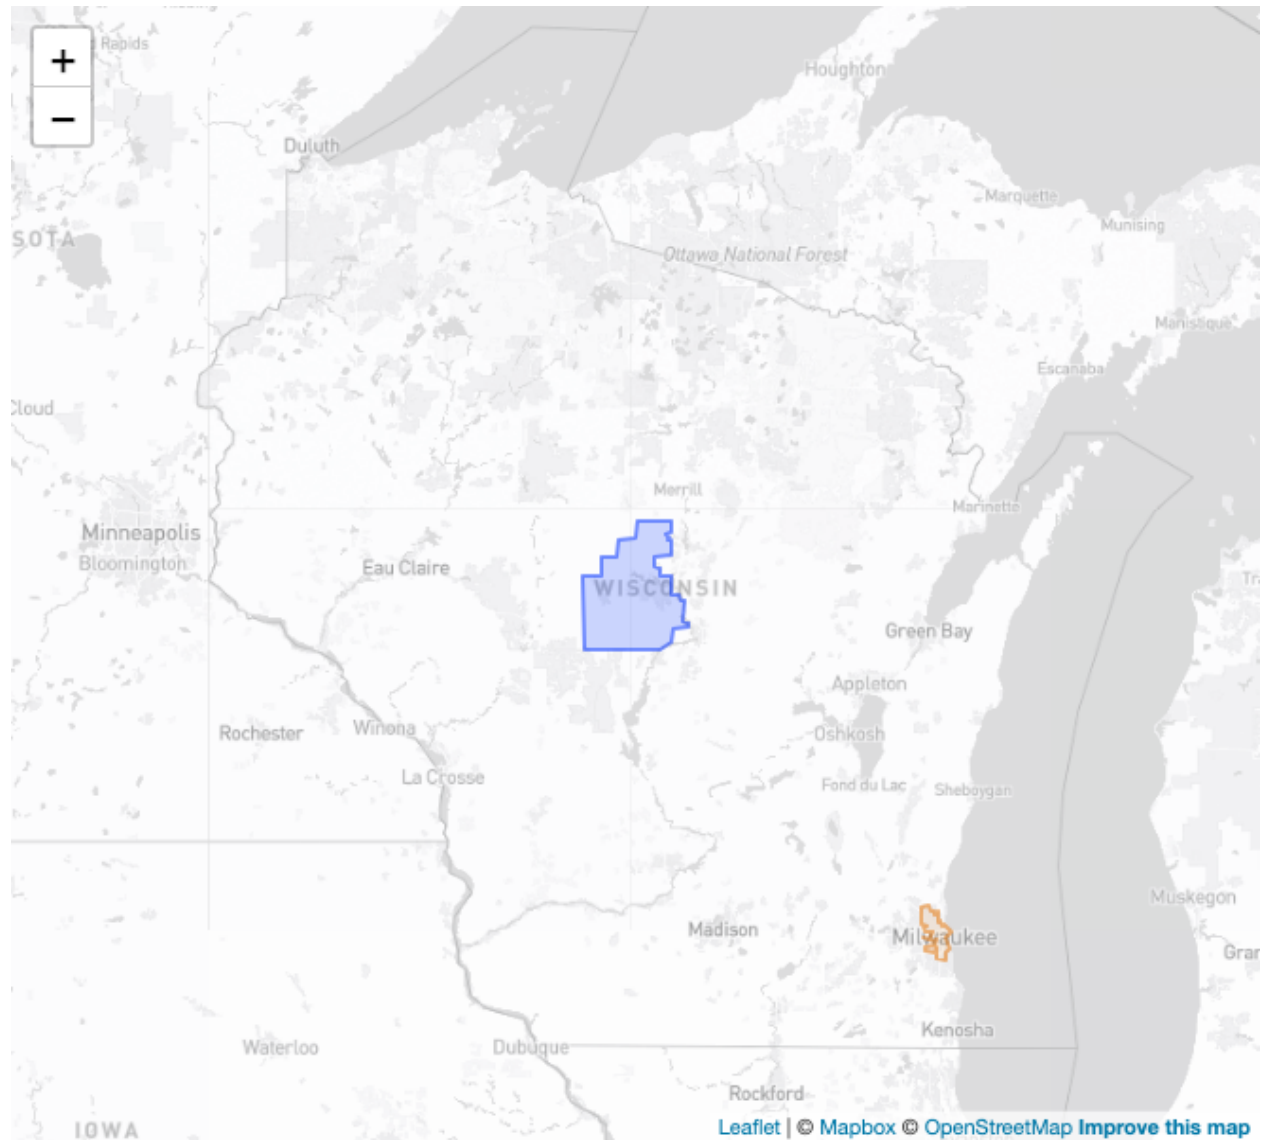 +
−
Rapids
Houghton
Duluth
Marquette
Munising
SOTA
Ottawa National Forest
Manistique
Escanaba
Cloud
Merrill
Marinette
Minneapolis
Bloomington
Eau Claire
WISCONSIN
Green Bay
Appleton
Rochester
Winona
Oshkosh
La Crosse
Fond du Lac
Sheboygan
Muskegon
Madison
Milwaukee
Gran
Kenosha
Waterloo
Dubuque
Rockford
IOWA
Leaflet | © Mapbox © OpenStreetMap Improve this map